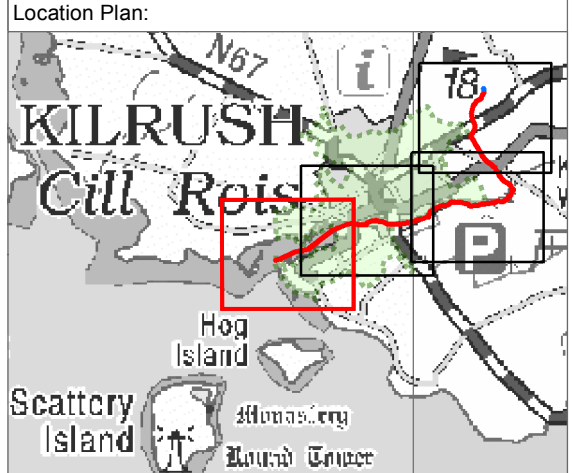 Location Plan:
N67
i
18
KILRUSH
Cill Rois
P
Hog
Island
Scattery
Island
Monastery
Round Tower